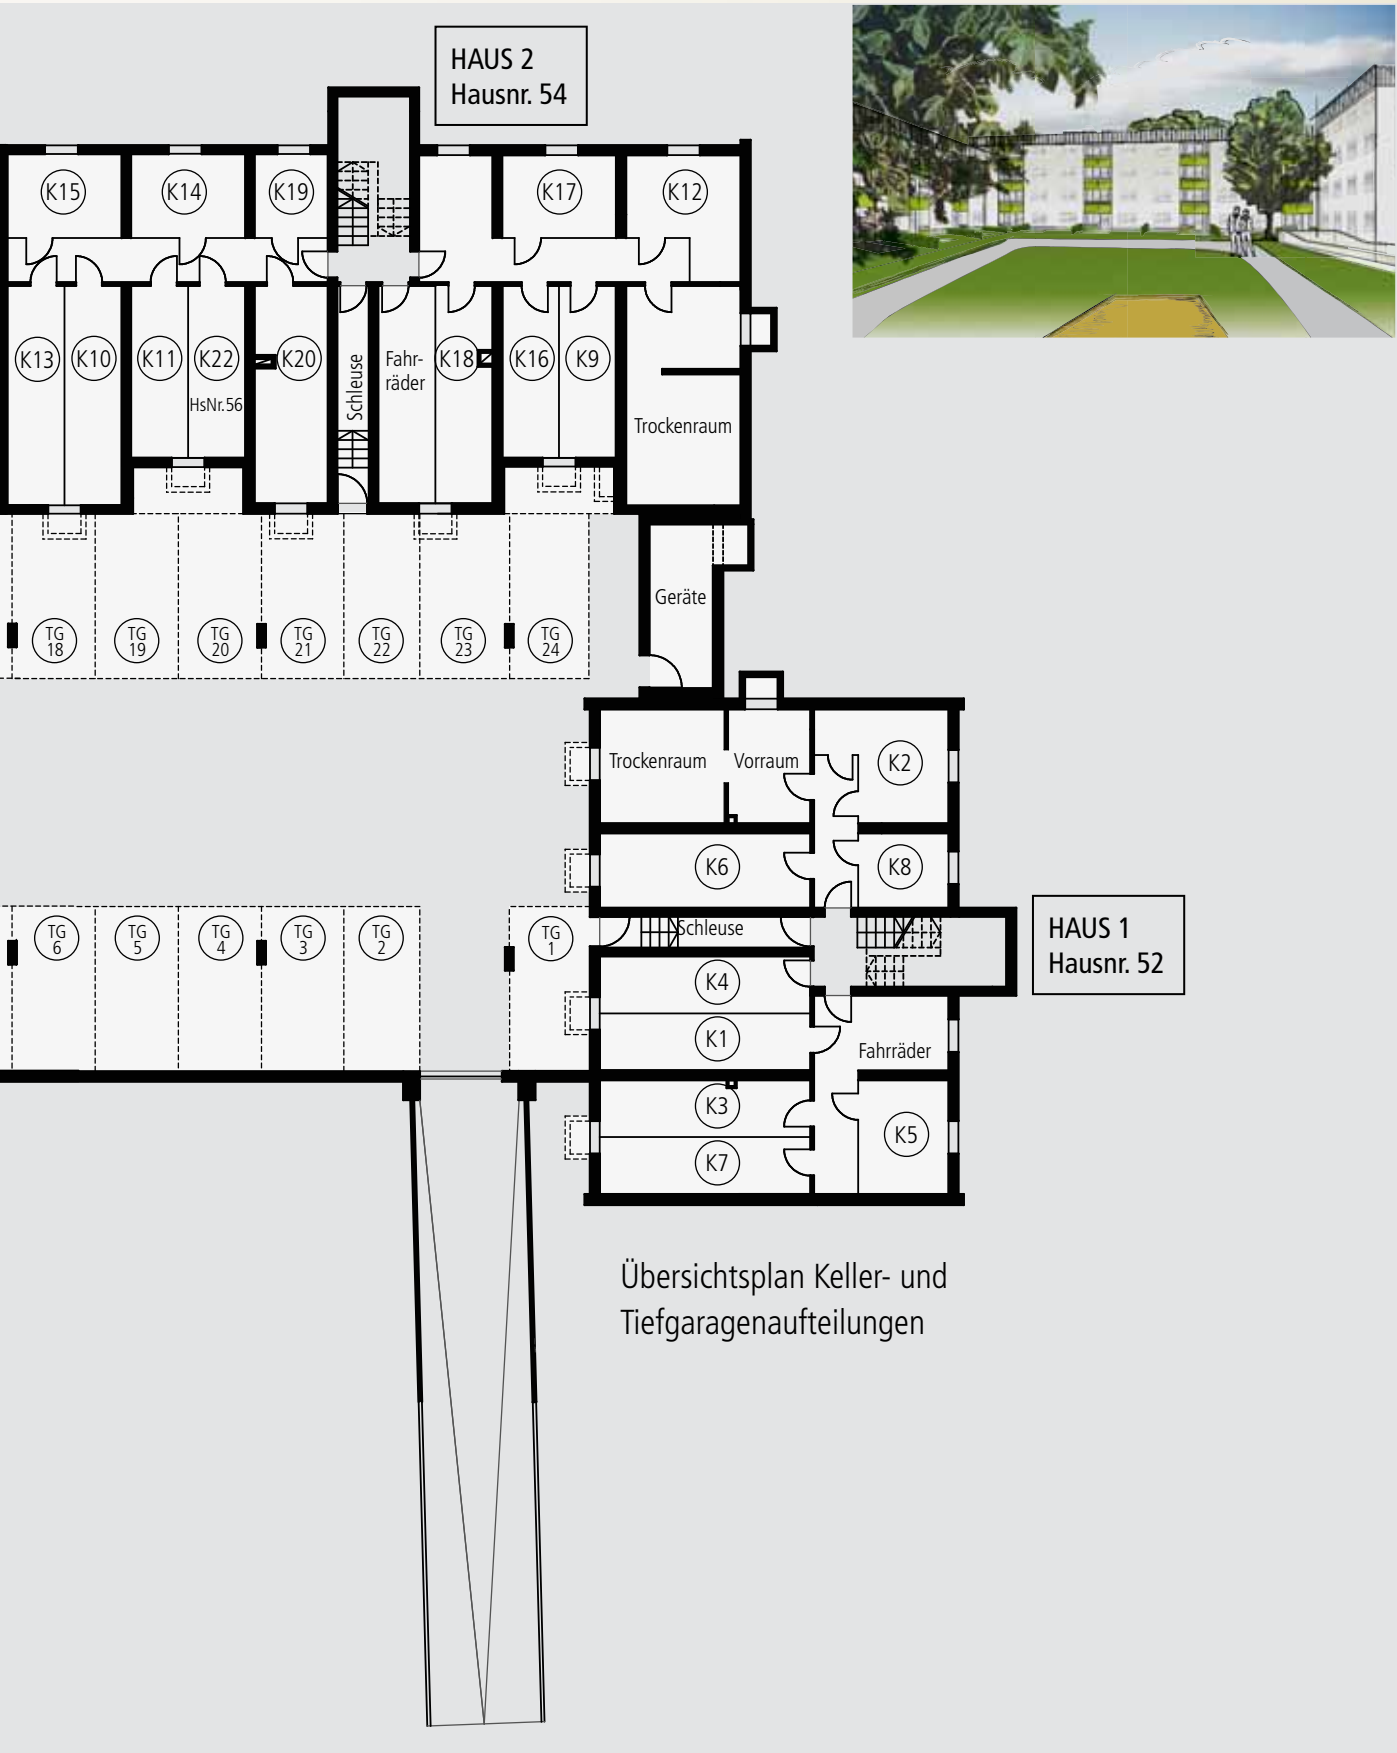 HAUS 2
Hausnr. 54
K15
K14
K19
K17
K12
K13
K10
K11
K22
HsNr.56
K20
Schleuse
Fahr-
räder
K18
K16
K9
Trockenraum
Geräte
TG
18
TG
19
TG
20
TG
21
TG
22
TG
23
TG
24
Trockenraum
Vorraum
K2
K6
K8
TG
6
TG
5
TG
4
TG
3
TG
2
TG
1
Schleuse
HAUS 1
Hausnr. 52
K4
K1
Fahrräder
K3
K5
K7
Übersichtsplan Keller- und
Tiefgaragenaufteilungen